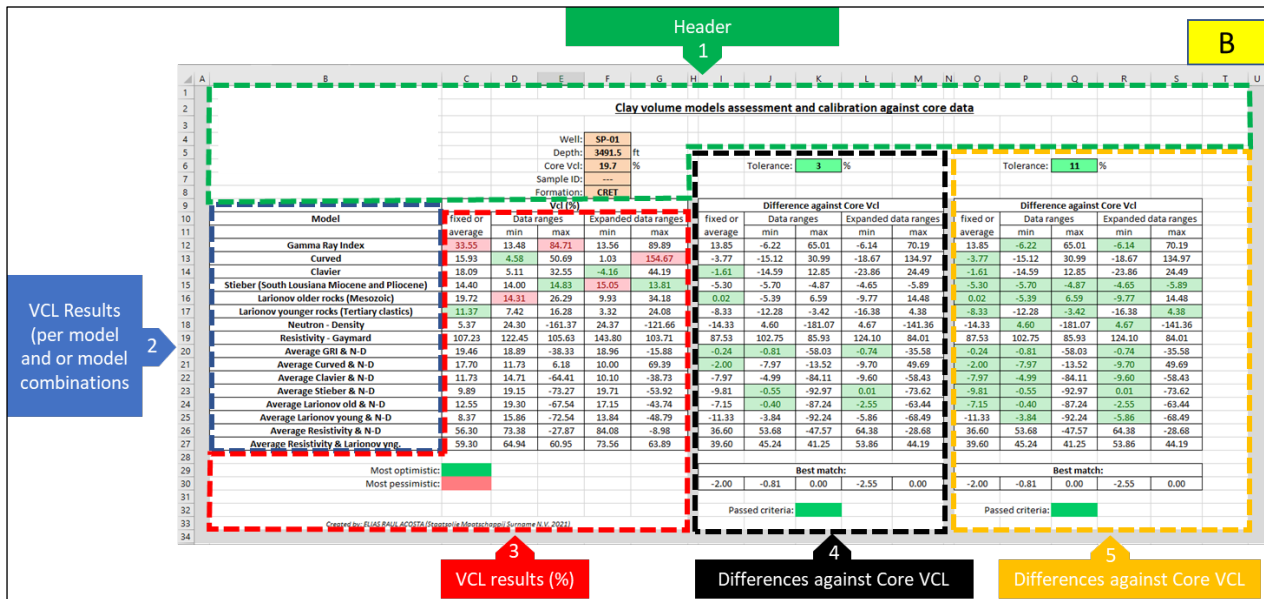 Header
1
B
A B C D E F G H I J K L M N O P Q R S T U
1
2 Clay volume models assessment and calibration against core data
3
4 Well: SP-01
5 Depth: 3491.5 ft
6 Core Vcl: 19.7 % Tolerance: 3 % Tolerance: 11 %
7 Sample ID: ---
8 Formation: CRET
9 Vcl (%) Difference against Core Vcl Difference against Core Vcl
10 Model fixed or Data ranges Expanded data ranges fixed or Data ranges Expanded data ranges fixed or Data ranges Expanded data ranges
11 average min max min max average min max min max average min max min max
12 Gamma Ray Index 33.55 13.48 84.71 13.56 89.89 13.85 -6.22 65.01 -6.14 70.19 13.85 -6.22 65.01 -6.14 70.19
13 Curved 15.93 4.58 50.69 1.03 154.67 -3.77 -15.12 30.99 -18.67 134.97 -3.77 -15.12 30.99 -18.67 134.97
14 Clavier 18.09 5.11 32.55 -4.16 44.19 -1.61 -14.59 12.85 -23.86 24.49 -1.61 -14.59 12.85 -23.86 24.49
15 Stieber (South Lousiana Miocene and Pliocene) 14.40 14.00 14.83 15.05 13.81 -5.30 -5.70 -4.87 -4.65 -5.89 -5.30 -5.70 -4.87 -4.65 -5.89
16 Larionov older rocks (Mesozoic) 19.72 14.31 26.29 9.93 34.18 0.02 -5.39 6.59 -9.77 14.48 0.02 -5.39 6.59 -9.77 14.48
17 Larionov younger rocks (Tertiary clastics) 11.37 7.42 16.28 3.32 24.08 -8.33 -12.28 -3.42 -16.38 4.38 -8.33 -12.28 -3.42 -16.38 4.38
18 Neutron - Density 5.37 24.30 -161.37 24.37 -121.66 -14.33 4.60 -181.07 4.67 -141.36 -14.33 4.60 -181.07 4.67 -141.36
19 Resistivity - Gaymard 107.23 122.45 105.63 143.80 103.71 87.53 102.75 85.93 124.10 84.01 87.53 102.75 85.93 124.10 84.01
20 Average GRI & N-D 19.46 18.89 -38.33 18.96 -15.88 -0.24 -0.81 -58.03 -0.74 -35.58 -0.24 -0.81 -58.03 -0.74 -35.58
21 Average Curved & N-D 17.70 11.73 6.18 10.00 69.39 -2.00 -7.97 -13.52 -9.70 49.69 -2.00 -7.97 -13.52 -9.70 49.69
22 Average Clavier & N-D 11.73 14.71 -64.41 10.10 -38.73 -7.97 -4.99 -84.11 -9.60 -58.43 -7.97 -4.99 -84.11 -9.60 -58.43
23 Average Stieber & N-D 9.89 19.15 -73.27 19.71 -53.92 -9.81 -0.55 -92.97 0.01 -73.62 -9.81 -0.55 -92.97 0.01 -73.62
24 Average Larionov old & N-D 12.55 19.30 -67.54 17.15 -43.74 -7.15 -0.40 -87.24 -2.55 -63.44 -7.15 -0.40 -87.24 -2.55 -63.44
25 Average Larionov young & N-D 8.37 15.86 -72.54 13.84 -48.79 -11.33 -3.84 -92.24 -5.86 -68.49 -11.33 -3.84 -92.24 -5.86 -68.49
26 Average Resistivity & N-D 56.30 73.38 -27.87 84.08 -8.98 36.60 53.68 -47.57 64.38 -28.68 36.60 53.68 -47.57 64.38 -28.68
27 Average Resistivity & Larionov yng. 59.30 64.94 60.95 73.56 63.89 39.60 45.24 41.25 53.86 44.19 39.60 45.24 41.25 53.86 44.19
28
29 Most optimistic: Best match: Best match:
30 Most pessimistic: -2.00 -0.81 0.00 -2.55 0.00 -2.00 -0.81 0.00 -2.55 0.00
31
32 Passed criteria: Passed criteria:
33 Created by: ELIAS RAUL ACOSTA (Staatsolie Maatschappij Suriname N.V. 2021)
34
VCL Results
(per model
and or model
combinations
2
3
VCL results (%)
4
Differences against Core VCL
5
Differences against Core VCL